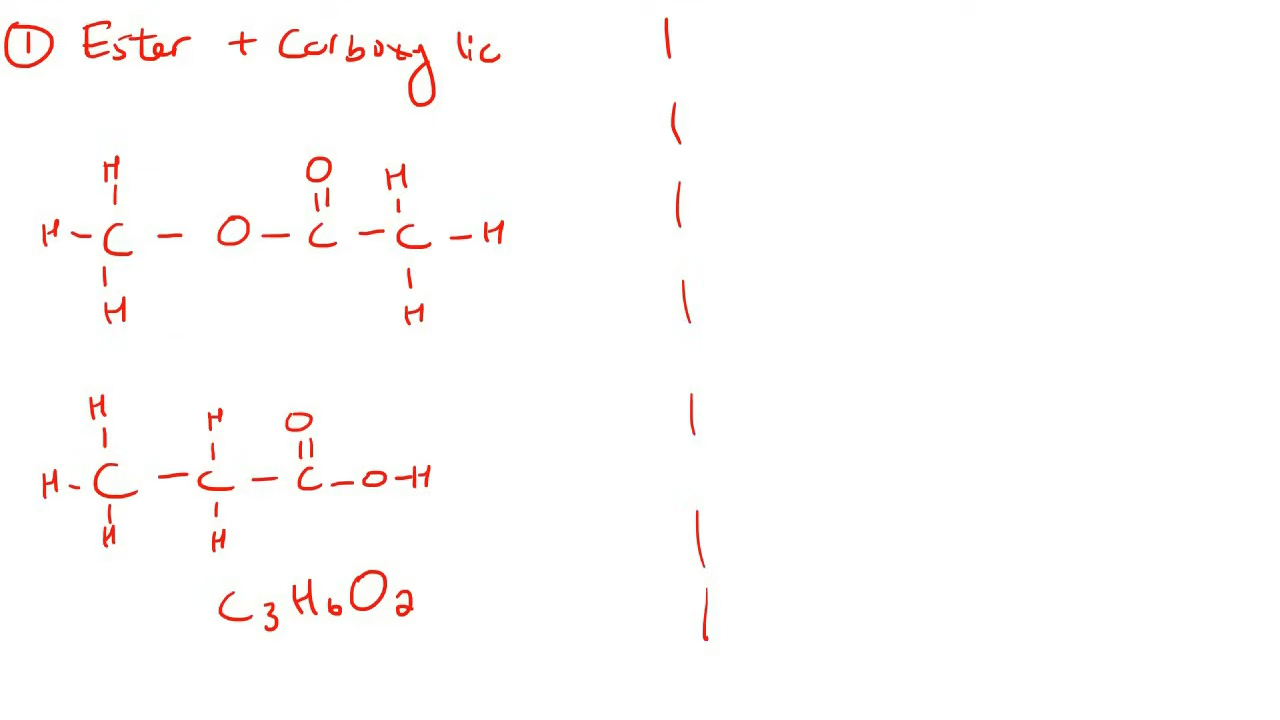 ① Ester + Carboxylic
H O H
H - C - O - C - C - H
H H
H H O
H - C - C - C - O - H
H H
C₃H₆O₂